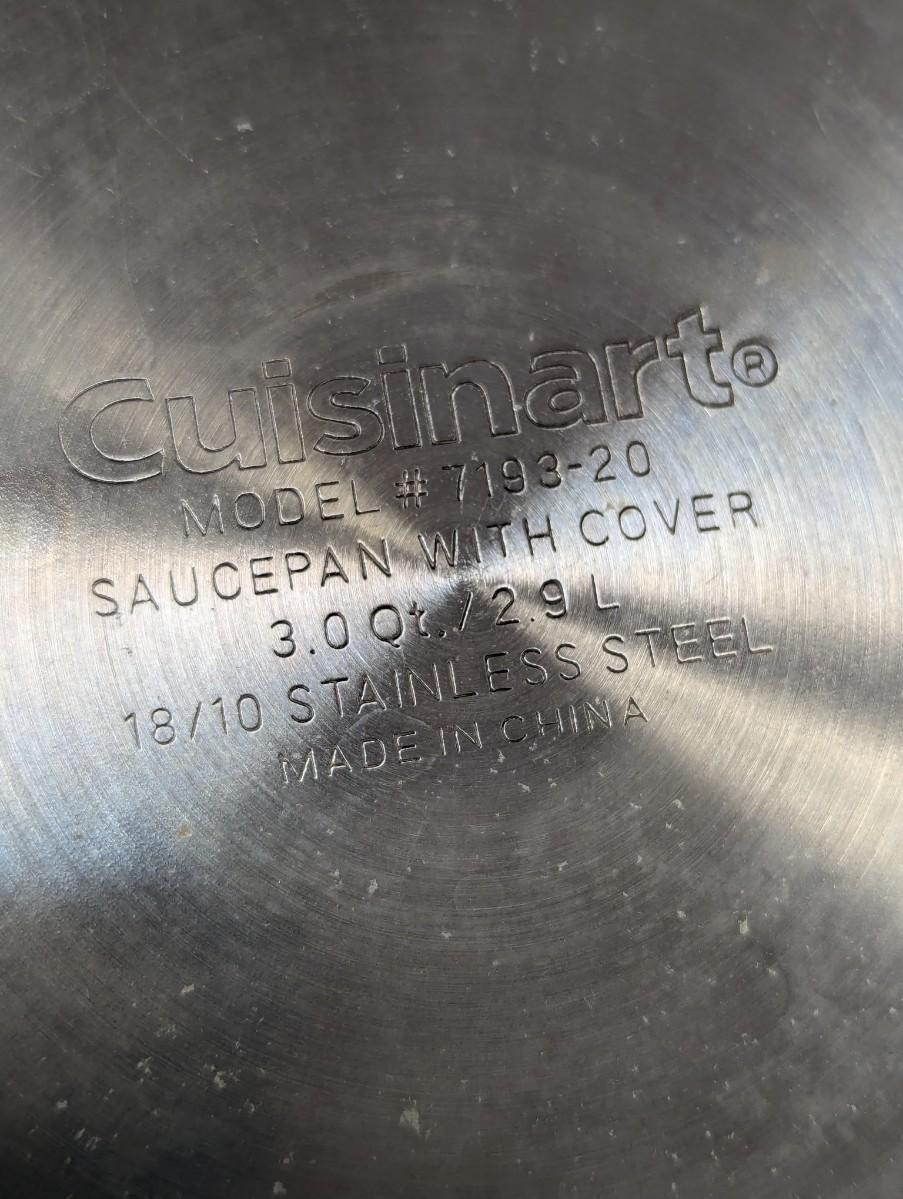 Cuisinart®
MODEL # 7193-20
SAUCEPAN WITH COVER
3.0 Qt./2.9 L
18/10 STAINLESS STEEL
MADE IN CHINA